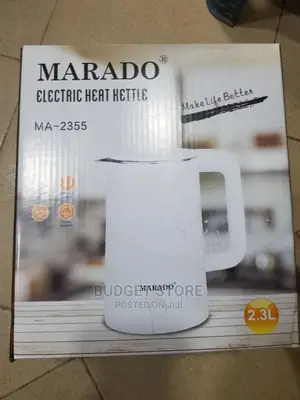 MARADO®
ELECTRIC HEAT KETTLE
Make Life Better
MA-2355
MARADO®
BUDGET STORE
POSTED ON Jiji
2.3L